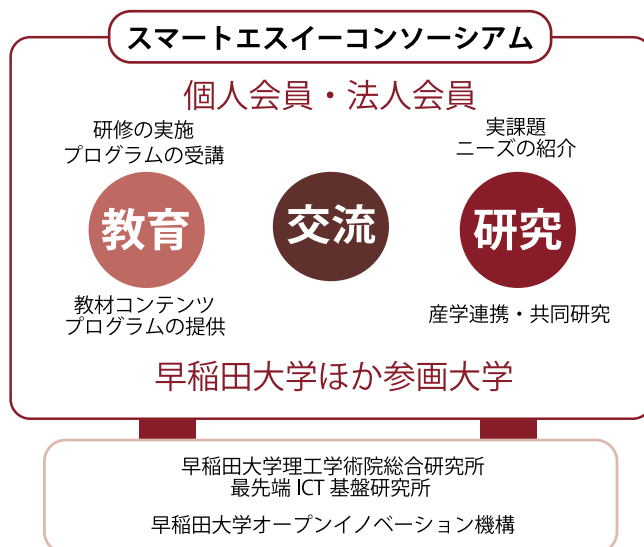 スマートエスイーコンソーシアム
個人会員・法人会員
研修の実施
プログラムの受講
実課題
ニーズの紹介
教育
交流
研究
教材コンテンツ
プログラムの提供
産学連携・共同研究
早稲田大学ほか参画大学
早稲田大学理工学術院総合研究所
最先端 ICT 基盤研究所
早稲田大学オープンイノベーション機構